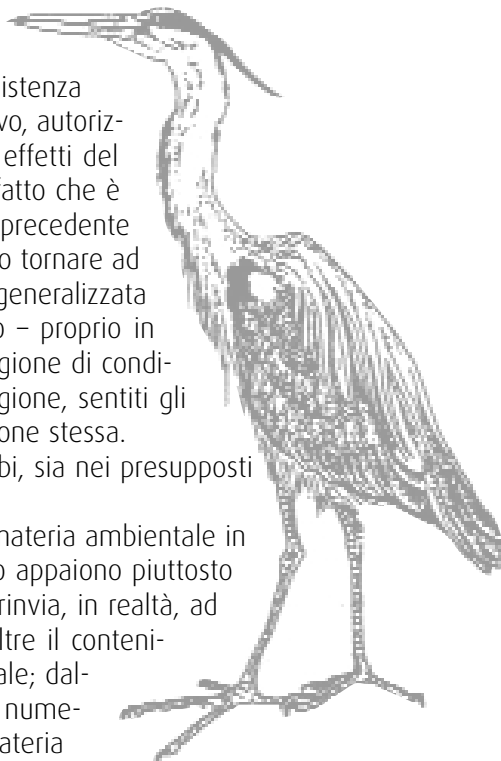 istenza
vo, autoriz-
effetti del
fatto che è
precedente
o tornare ad
generalizzata
o – proprio in
gione di condi-
gione, sentiti gli
one stessa.
bi, sia nei presupposti
materia ambientale in
o appaiono piuttosto
rinvia, in realtà, ad
ltre il conteni-
ale; dal-
nume-
ateria